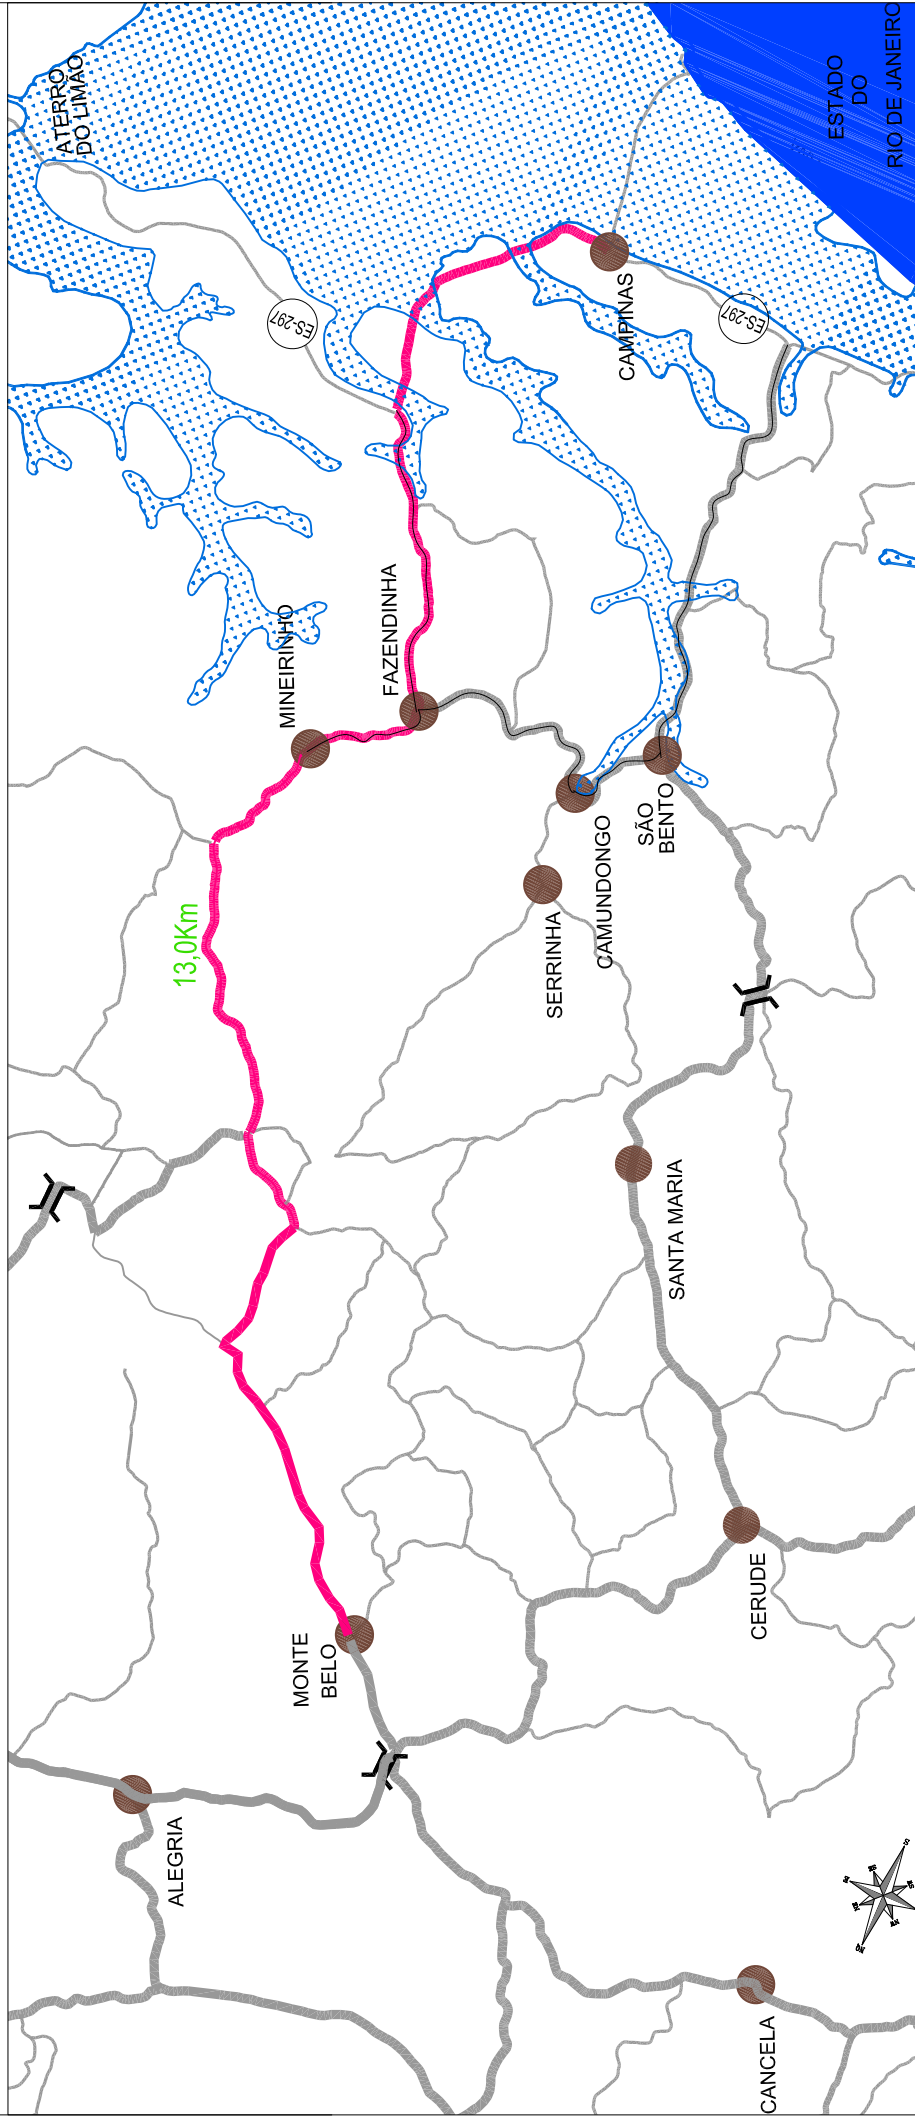 ATERRO
DO LIMÃO
ESTADO
DO
RIO DE JANEIRO
ES-297
CAMPINAS
ES-297
MINEIRINHO
FAZENDINHA
SÃO
BENTO
CAMUNDONGO
SERRINHA
13,0Km
SANTA MARIA
CERUDE
MONTE
BELO
ALEGRIA
CANCELA